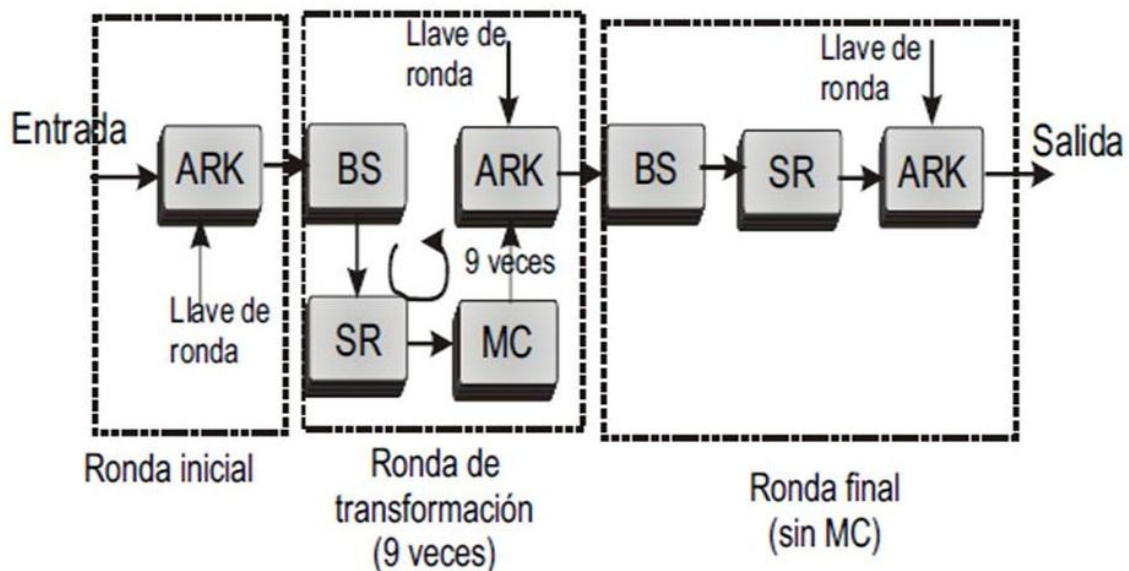 Entrada
ARK
Llave de
ronda
Ronda inicial
Llave de
ronda
BS
ARK
9 veces
SR
MC
Ronda de
transformación
(9 veces)
Llave de
ronda
BS
SR
ARK
Salida
Ronda final
(sin MC)